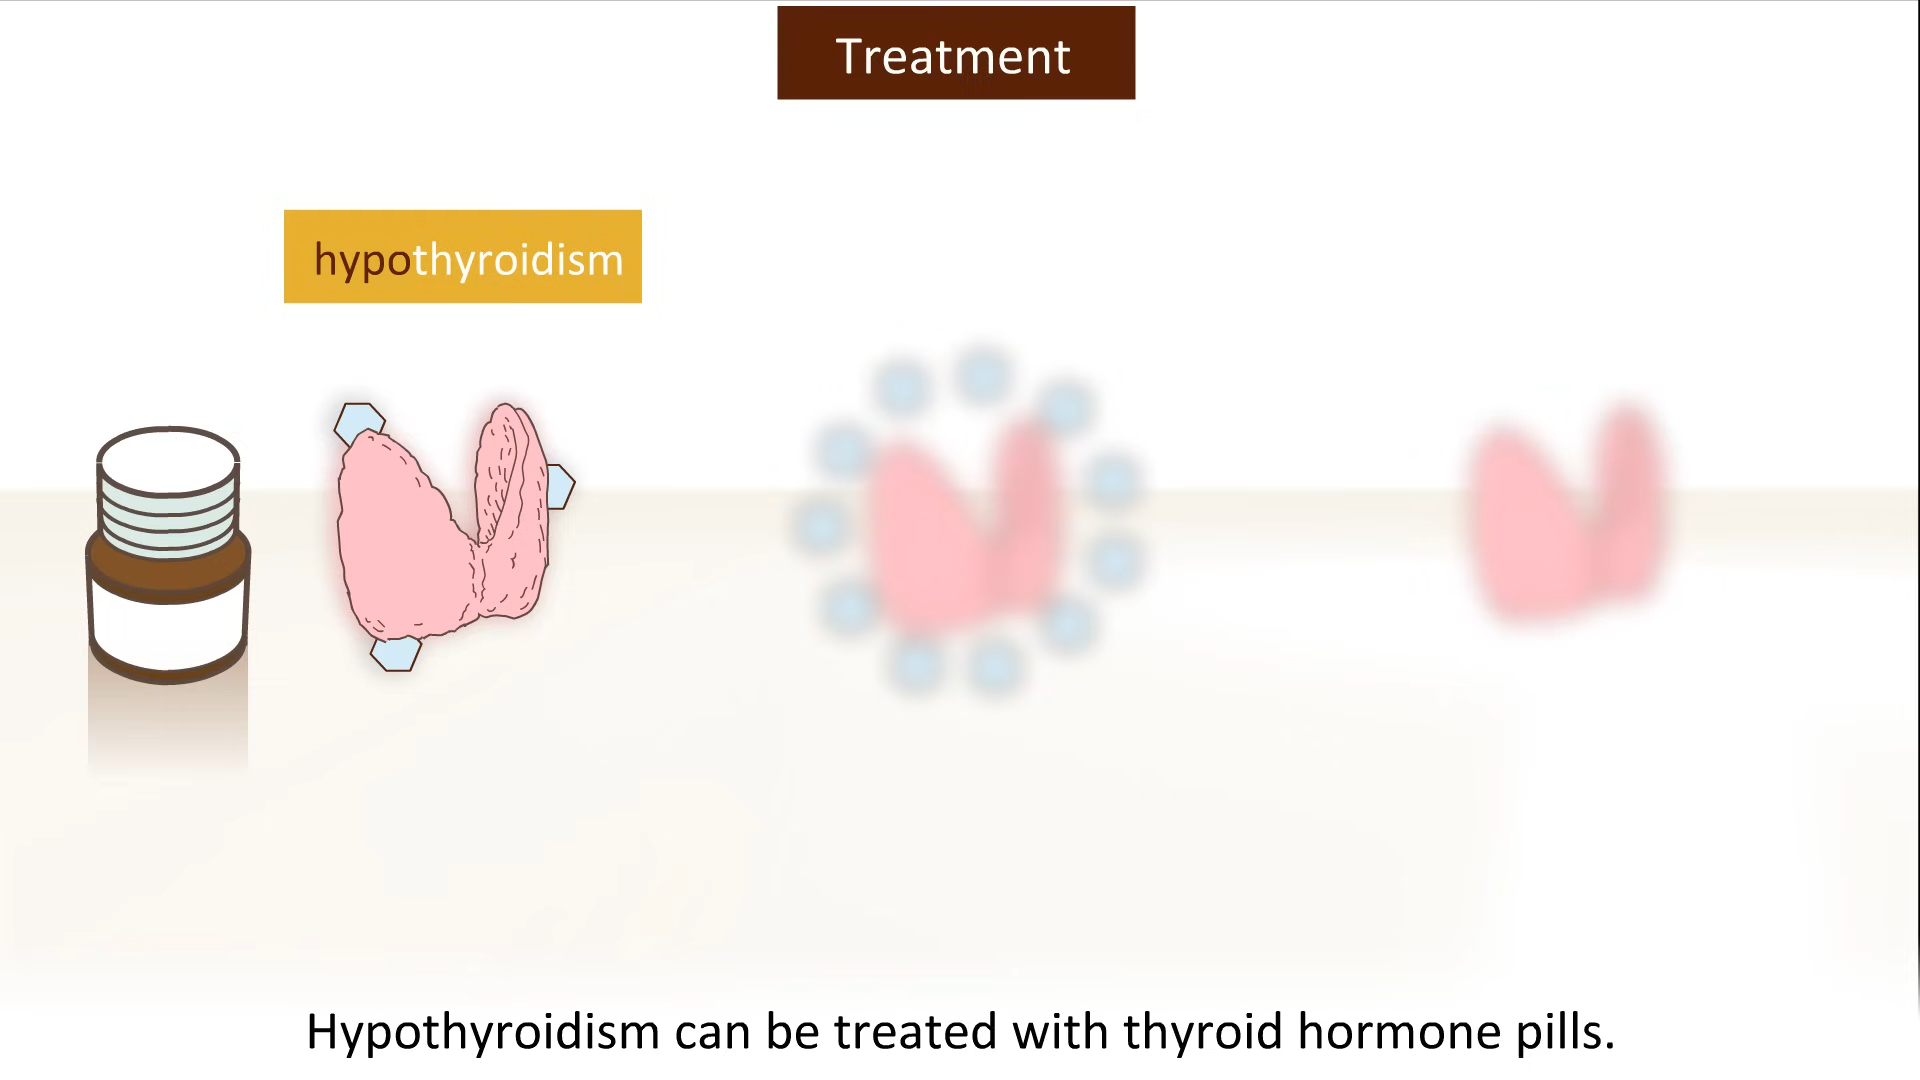 Treatment
hypothyroidism
Hypothyroidism can be treated with thyroid hormone pills.